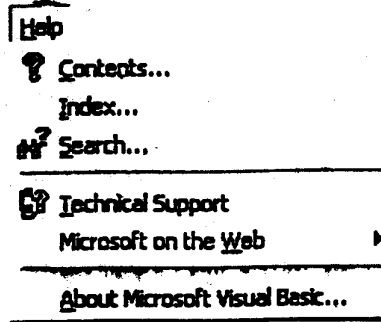 Help
Contents...
Index...
Search...
Technical Support
Microsoft on the Web
About Microsoft Visual Basic...